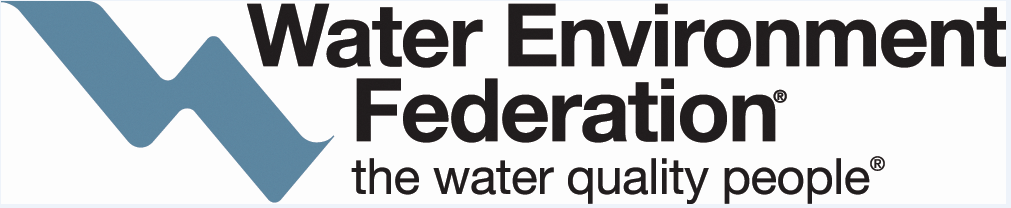 Water Environment
Federation®
the water quality people®